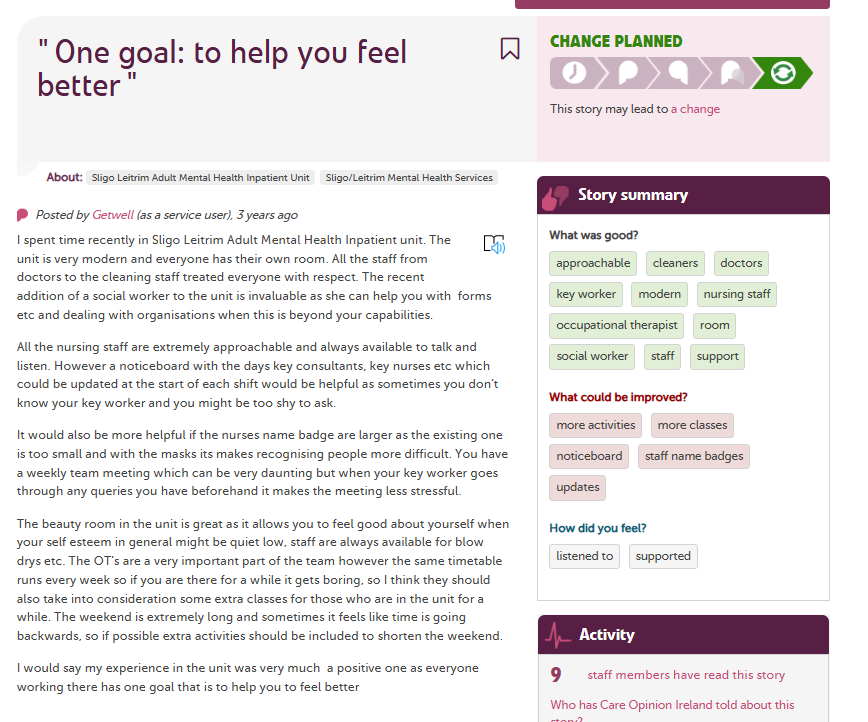 " One goal: to help you feel
better "
CHANGE PLANNED
This story may lead to a change
About: Sligo Leitrim Adult Mental Health Inpatient Unit Sligo/Leitrim Mental Health Services
Posted by Getwell (as a service user), 3 years ago
I spent time recently in Sligo Leitrim Adult Mental Health Inpatient unit. The
unit is very modern and everyone has their own room. All the staff from
doctors to the cleaning staff treated everyone with respect. The recent
addition of a social worker to the unit is invaluable as she can help you with  forms
etc and dealing with organisations when this is beyond your capabilities.
All the nursing staff are extremely approachable and always available to talk and
listen. However a noticeboard with the days key consultants, key nurses etc which
could be updated at the start of each shift would be helpful as sometimes you don't
know your key worker and you might be too shy to ask.
It would also be more helpful if the nurses name badge are larger as the existing one
is too small and with the masks its makes recognising people more difficult. You have
a weekly team meeting which can be very daunting but when your key worker goes
through any queries you have beforehand it makes the meeting less stressful.
The beauty room in the unit is great as it allows you to feel good about yourself when
your self esteem in general might be quiet low, staff are always available for blow
drys etc. The OT's are a very important part of the team however the same timetable
runs every week so if you are there for a while it gets boring, so I think they should
also take into consideration some extra classes for those who are in the unit for a
while. The weekend is extremely long and sometimes it feels like time is going
backwards, so if possible extra activities should be included to shorten the weekend.
I would say my experience in the unit was very much  a positive one as everyone
working there has one goal that is to help you to feel better
Story summary
What was good?
approachable cleaners doctors
key worker modern nursing staff
occupational therapist room
social worker staff support
What could be improved?
more activities more classes
noticeboard staff name badges
updates
How did you feel?
listened to supported
Activity
9 staff members have read this story
Who has Care Opinion Ireland told about this
story?